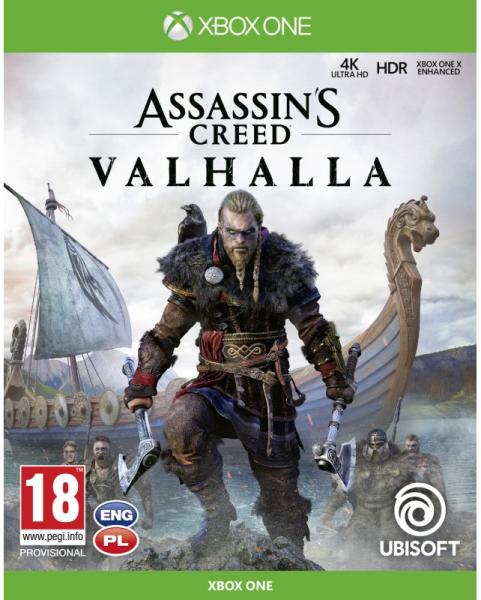 XBOX ONE
4K
ULTRA HD
HDR
XBOX ONE X
ENHANCED
ASSASSIN'S
CREED
VALHALLA
18
www.pegi.info
PROVISIONAL
ENG
PL
UBISOFT
XBOX ONE